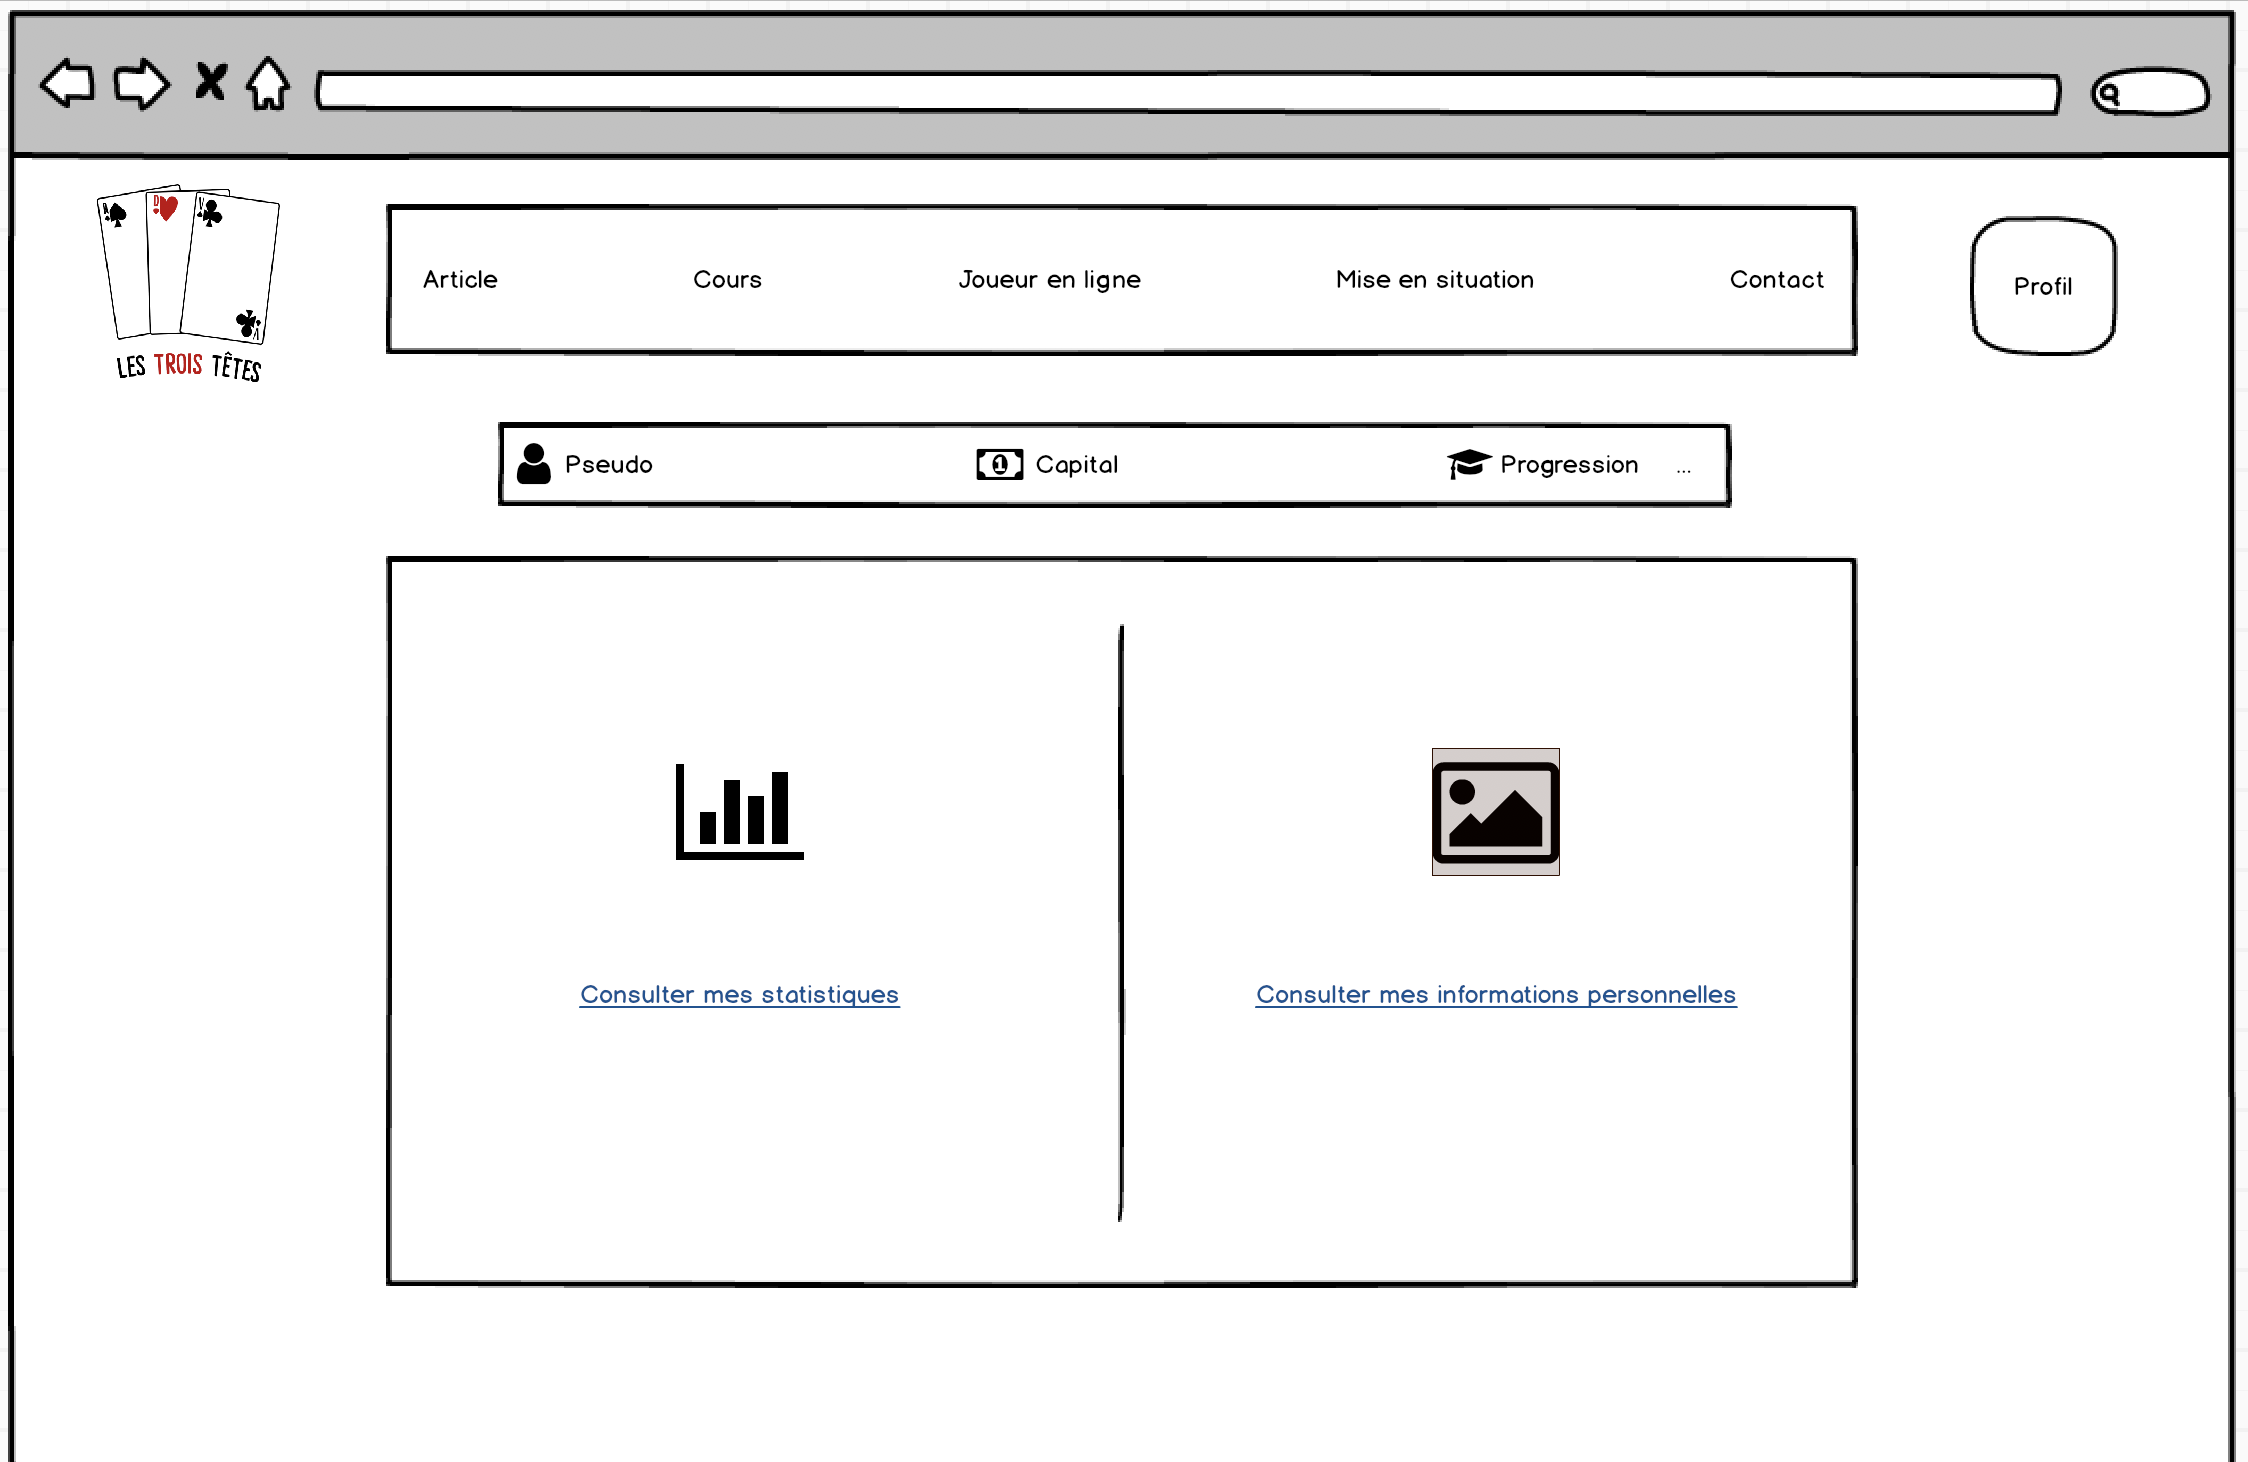 LES TROIS TÊTES
Article Cours Joueur en ligne Mise en situation Contact
Profil
Pseudo Capital Progression ...
Consulter mes statistiques
Consulter mes informations personnelles